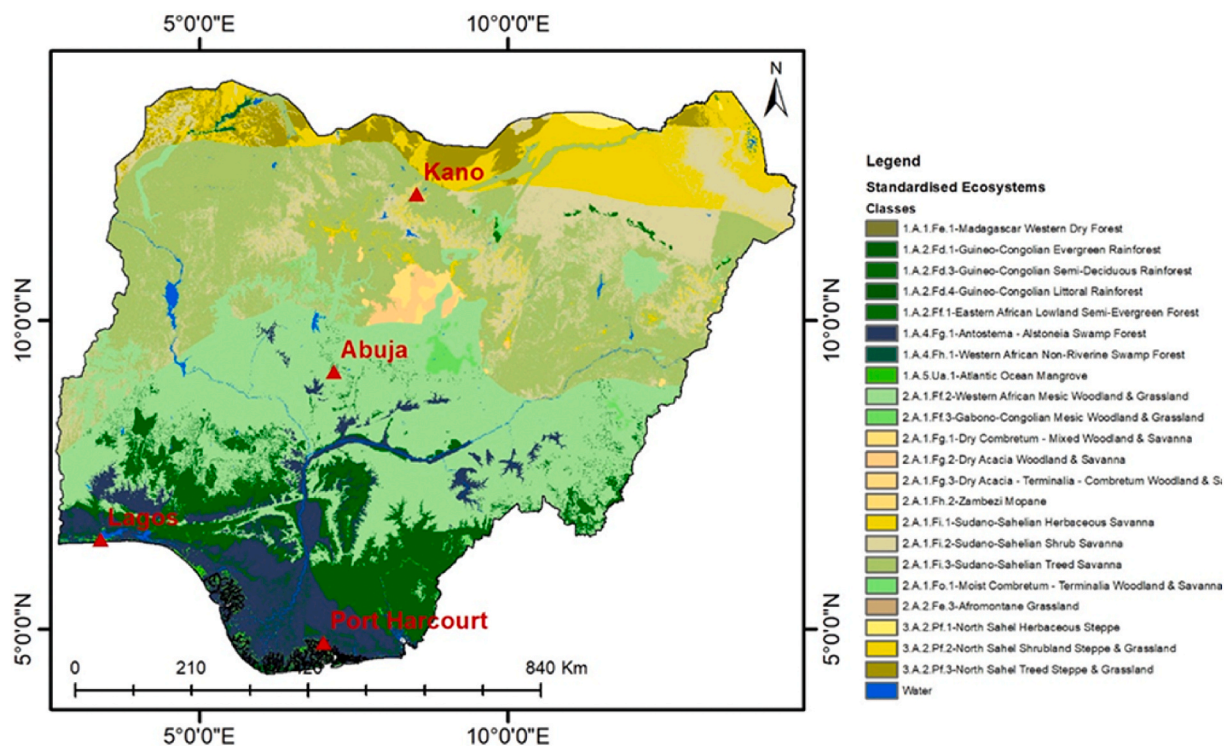 5°0'0"E 10°0'0"E
N
Kano
10°0'0"N 10°0'0"N
Abuja
Lagos
Port Harcourt
5°0'0"N 5°0'0"N
0 210 420 840 Km
5°0'0"E 10°0'0"E
Legend
Standardised Ecosystems
Classes
1.A.1.Fe.1-Madagascar Western Dry Forest
1.A.2.Fd.1-Guineo-Congolian Evergreen Rainforest
1.A.2.Fd.3-Guineo-Congolian Semi-Deciduous Rainforest
1.A.2.Fd.4-Guineo-Congolian Littoral Rainforest
1.A.2.Ff.1-Eastern African Lowland Semi-Evergreen Forest
1.A.4.Fg.1-Antostema - Alstoneia Swamp Forest
1.A.4.Fh.1-Western African Non-Riverine Swamp Forest
1.A.5.Ua.1-Atlantic Ocean Mangrove
2.A.1.Ff.2-Western African Mesic Woodland & Grassland
2.A.1.Ff.3-Gabono-Congolian Mesic Woodland & Grassland
2.A.1.Fg.1-Dry Combretum - Mixed Woodland & Savanna
2.A.1.Fg.2-Dry Acacia Woodland & Savanna
2.A.1.Fg.3-Dry Acacia - Terminalia - Combretum Woodland & Sa
2.A.1.Fh.2-Zambezi Mopane
2.A.1.Fi.1-Sudano-Sahelian Herbaceous Savanna
2.A.1.Fi.2-Sudano-Sahelian Shrub Savanna
2.A.1.Fi.3-Sudano-Sahelian Treed Savanna
2.A.1.Fo.1-Moist Combretum - Terminalia Woodland & Savanna
2.A.2.Fe.3-Afromontane Grassland
3.A.2.Pf.1-North Sahel Herbaceous Steppe
3.A.2.Pf.2-North Sahel Shrubland Steppe & Grassland
3.A.2.Pf.3-North Sahel Treed Steppe & Grassland
Water